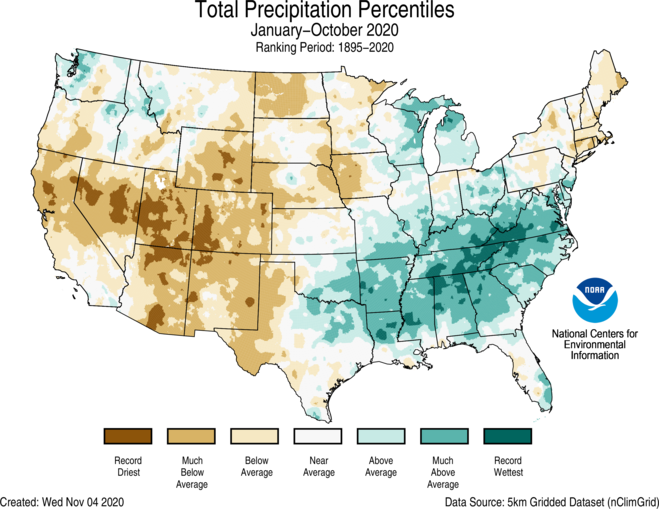 Total Precipitation Percentiles
January−October 2020
Ranking Period: 1895−2020
NOAA
National Centers for
Environmental
Information
Record
Driest
Much
Below
Average
Below
Average
Near
Average
Above
Average
Much
Above
Average
Record
Wettest
Created: Wed Nov 04 2020
Data Source: 5km Gridded Dataset (nClimGrid)